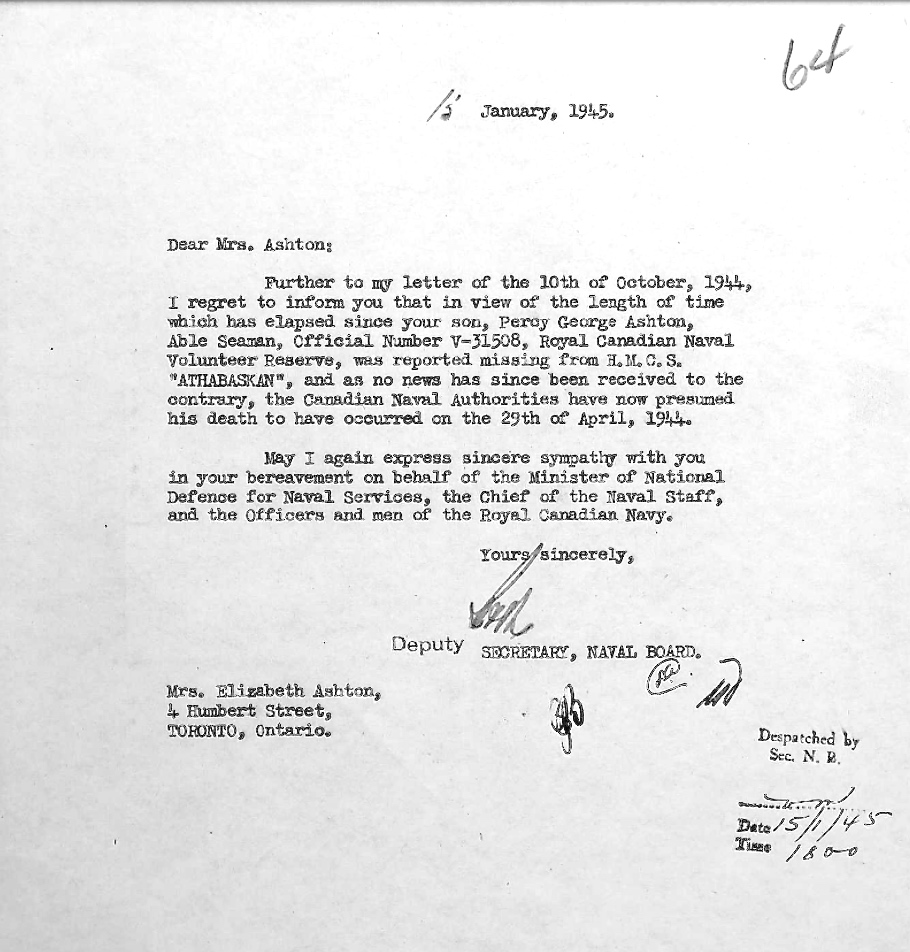 64
15 January, 1945.
Dear Mrs. Ashton:
Further to my letter of the 10th of October, 1944,
I regret to inform you that in view of the length of time
which has elapsed since your son, Percy George Ashton,
Able Seaman, Official Number V-31508, Royal Canadian Naval
Volunteer Reserve, was reported missing from H.M.C.S.
"ATHABASKAN", and as no news has since been received to the
contrary, the Canadian Naval Authorities have now presumed
his death to have occurred on the 29th of April, 1944.
May I again express sincere sympathy with you
in your bereavement on behalf of the Minister of National
Defence for Naval Services, the Chief of the Naval Staff,
and the Officers and men of the Royal Canadian Navy.
Yours sincerely,
Deputy SECRETARY, NAVAL BOARD.
Mrs. Elizabeth Ashton,
4 Humbert Street,
TORONTO, Ontario.
Despatched by
Sec. N. B.
Date 15/1/45
Time 1800